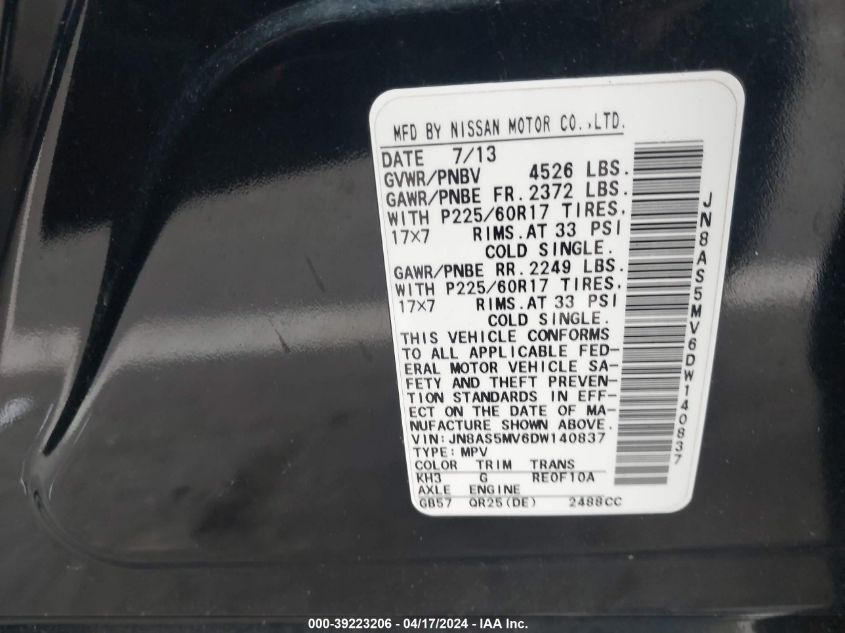 MFD BY NISSAN MOTOR CO.,LTD.
DATE 7/13
GVWR/PNBV 4526 LBS.
GAWR/PNBE FR. 2372 LBS.
WITH P225/60R17 TIRES,
17×7 RIMS.AT 33 PSI
COLD SINGLE.
GAWR/PNBE RR. 2249 LBS.
WITH P225/60R17 TIRES,
17×7 RIMS.AT 33 PSI
COLD SINGLE.
THIS VEHICLE CONFORMS
TO ALL APPLICABLE FED-
ERAL MOTOR VEHICLE SA-
FETY AND THEFT PREVEN-
TION STANDARDS IN EFF-
ECT ON THE DATE OF MA-
NUFACTURE SHOWN ABOVE.
VIN:JN8AS5MV6DW140837
TYPE: MPV
COLOR TRIM TRANS
KH3 G RE0F10A
AXLE ENGINE
GB57 QR25(DE) 2488CC
JN8AS5MV6DW140837
000-39223206 - 04/17/2024 - IAA Inc.